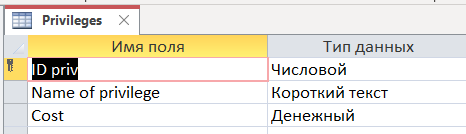 Privileges
Имя поля Тип данных
ID priv Числовой
Name of privilege Короткий текст
Cost Денежный